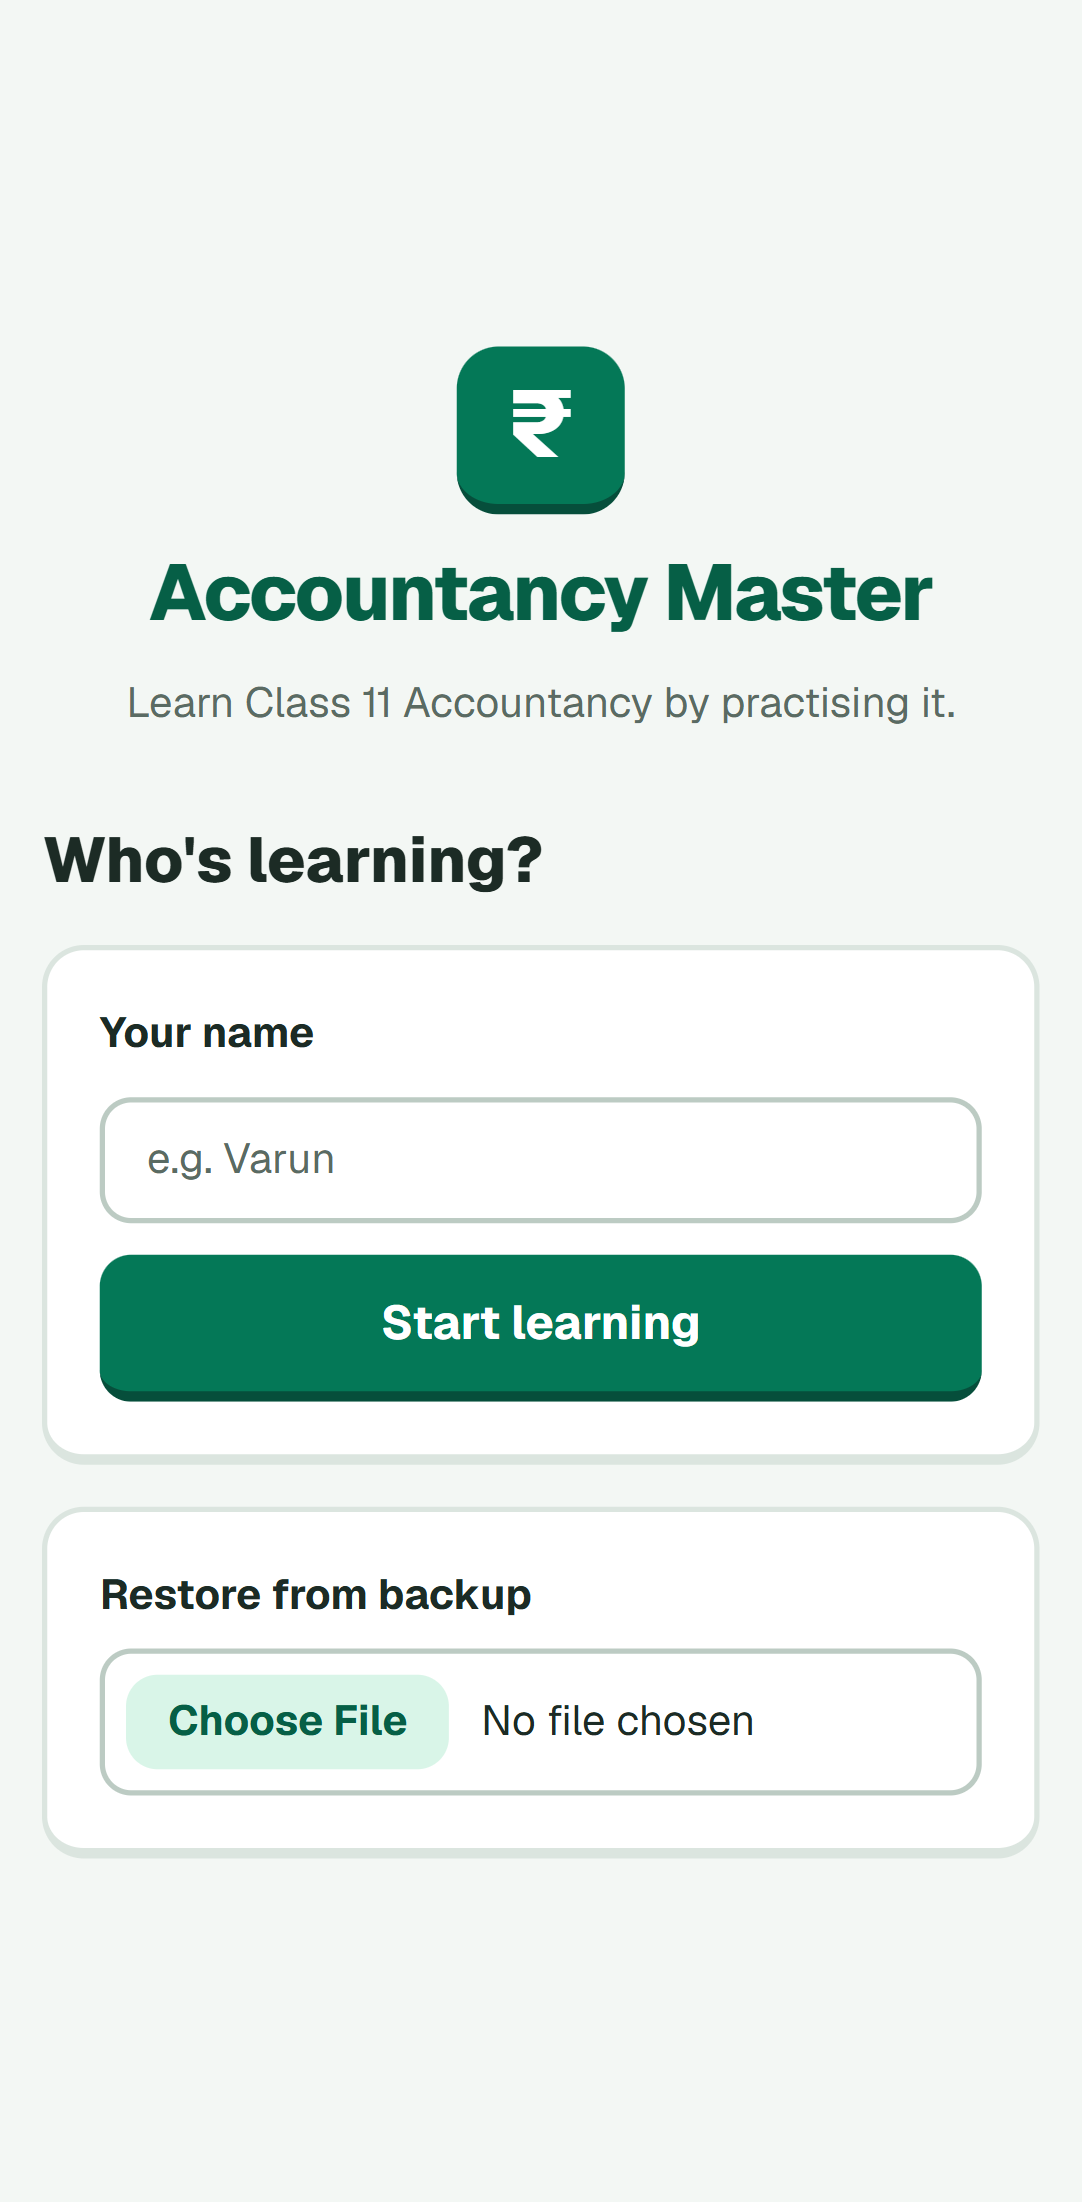 ₹
Accountancy Master
Learn Class 11 Accountancy by practising it.
Who's learning?
Your name
e.g. Varun
Start learning
Restore from backup
Choose File No file chosen